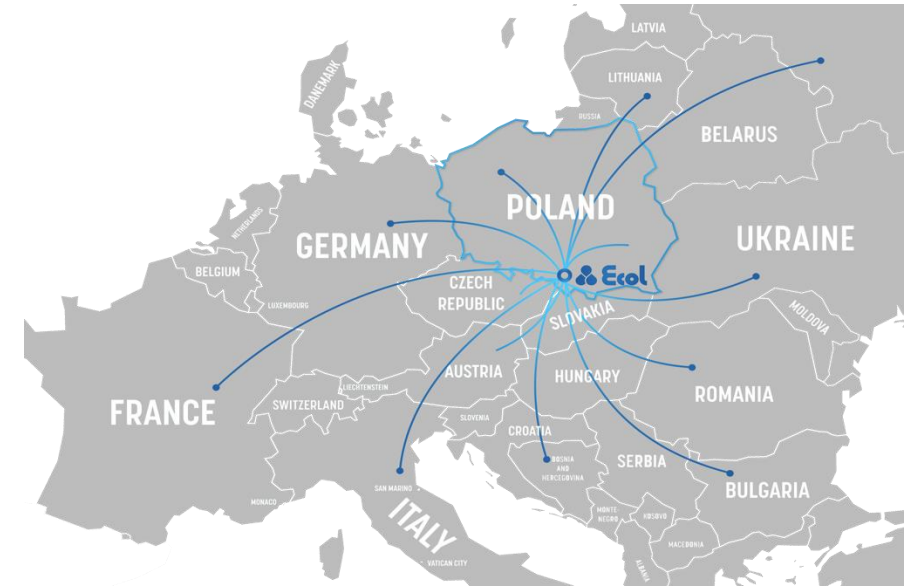 LATVIA
DANEMARK
LITHUANIA
RUSSIA
BELARUS
POLAND
NETHERLANDS
GERMANY
UKRAINE
BELGIUM
Ecol
CZECH
REPUBLIC
LUXEMBOURG
SLOVAKIA
MOLDOVA
AUSTRIA
HUNGARY
LIECHTENSTEIN
ROMANIA
FRANCE
SWITZERLAND
SLOVENIA
CROATIA
BOSNIA
AND
HERCEGOVINA
SERBIA
SAN MARINO
BULGARIA
MONACO
ITALY
MONTE-
NEGRO
KOSOVO
MACEDONIA
VATICAN CITY
ALBANIA